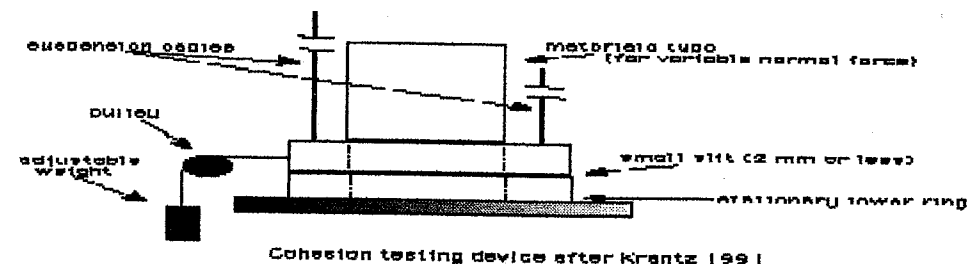 suspension cables
materials tube
(for variable normal force)
pulley
adjustable
weight
small slit (2 mm or less)
stationary lower ring
Cohesion testing device after Krantz 1991